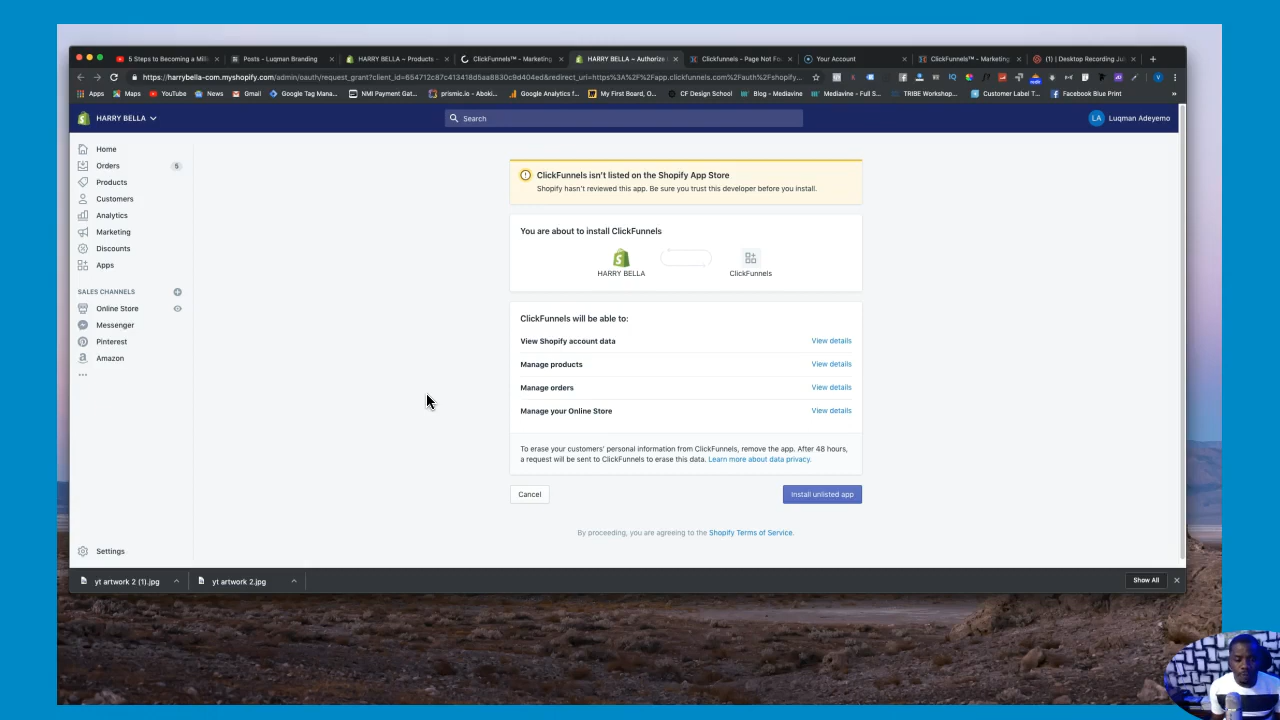 5 Steps to Becoming a Milli
Posts - Luqman Branding
HARRY BELLA ~ Products ~
ClickFunnels™ - Marketing
HARRY BELLA ~ Authorize
Clickfunnels - Page Not Fo
Your Account
ClickFunnels™ - Marketing
(1) | Desktop Recording Ju
https://harrybella-com.myshopify.com/admin/oauth/request_grant?client_id=654712c87c413418d5aa8830c9d404ed&redirect_uri=https%3A%2F%2Fapp.clickfunnels.com%2Fauth%2Fshopify...
Apps
Maps
YouTube
News
Gmail
Google Tag Mana...
NMI Payment Gat...
prismic.io - Aboki...
Google Analytics f...
My First Board, O...
CF Design School
Blog - Mediavine
Mediavine - Full S...
TRIBE Workshop...
Customer Label T...
Facebook Blue Print
HARRY BELLA
Search
LA Luqman Adeyemo
Home
Orders 5
Products
Customers
Analytics
Marketing
Discounts
Apps
SALES CHANNELS
Online Store
Messenger
Pinterest
Amazon
...
Settings
ClickFunnels isn't listed on the Shopify App Store
Shopify hasn't reviewed this app. Be sure you trust this developer before you install.
You are about to install ClickFunnels
HARRY BELLA
ClickFunnels
ClickFunnels will be able to:
View Shopify account data View details
Manage products View details
Manage orders View details
Manage your Online Store View details
To erase your customers' personal information from ClickFunnels, remove the app. After 48 hours,
a request will be sent to ClickFunnels to erase this data. Learn more about data privacy.
Cancel
Install unlisted app
By proceeding, you are agreeing to the Shopify Terms of Service.
yt artwork 2 (1).jpg
yt artwork 2.jpg
Show All